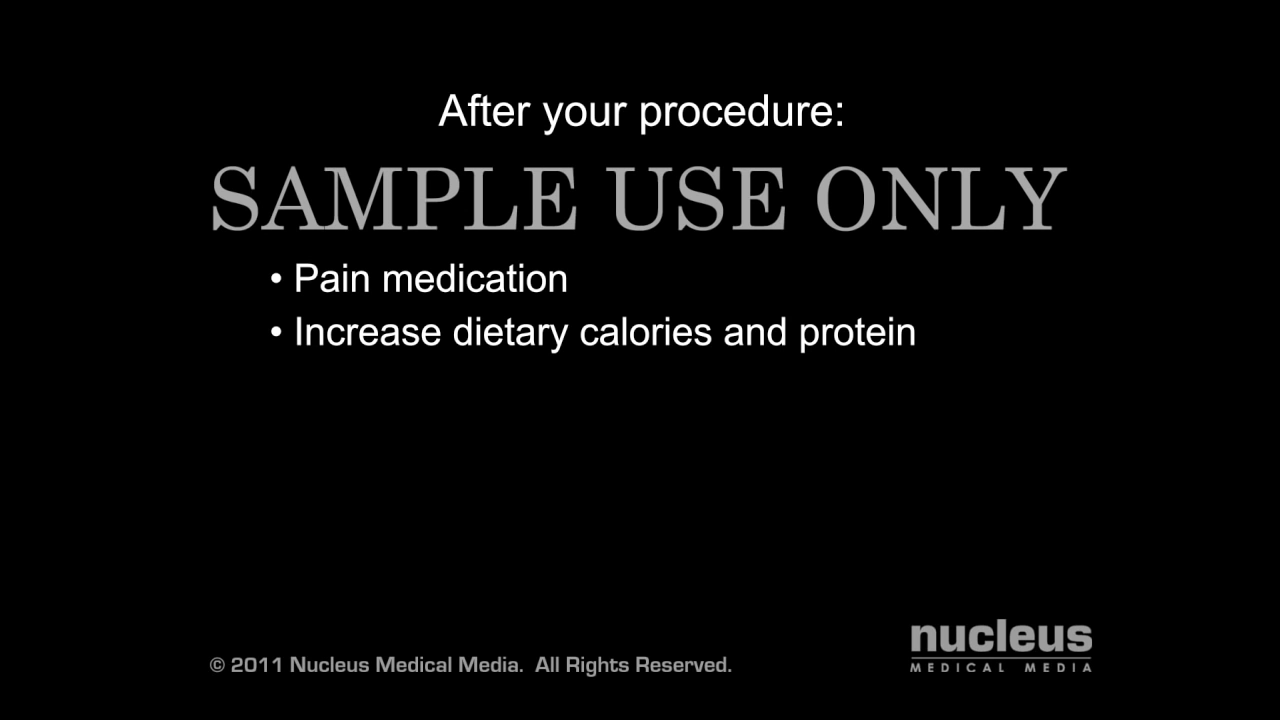 After your procedure:
SAMPLE USE ONLY
• Pain medication
• Increase dietary calories and protein
nucleus
MEDICAL MEDIA
© 2011 Nucleus Medical Media. All Rights Reserved.